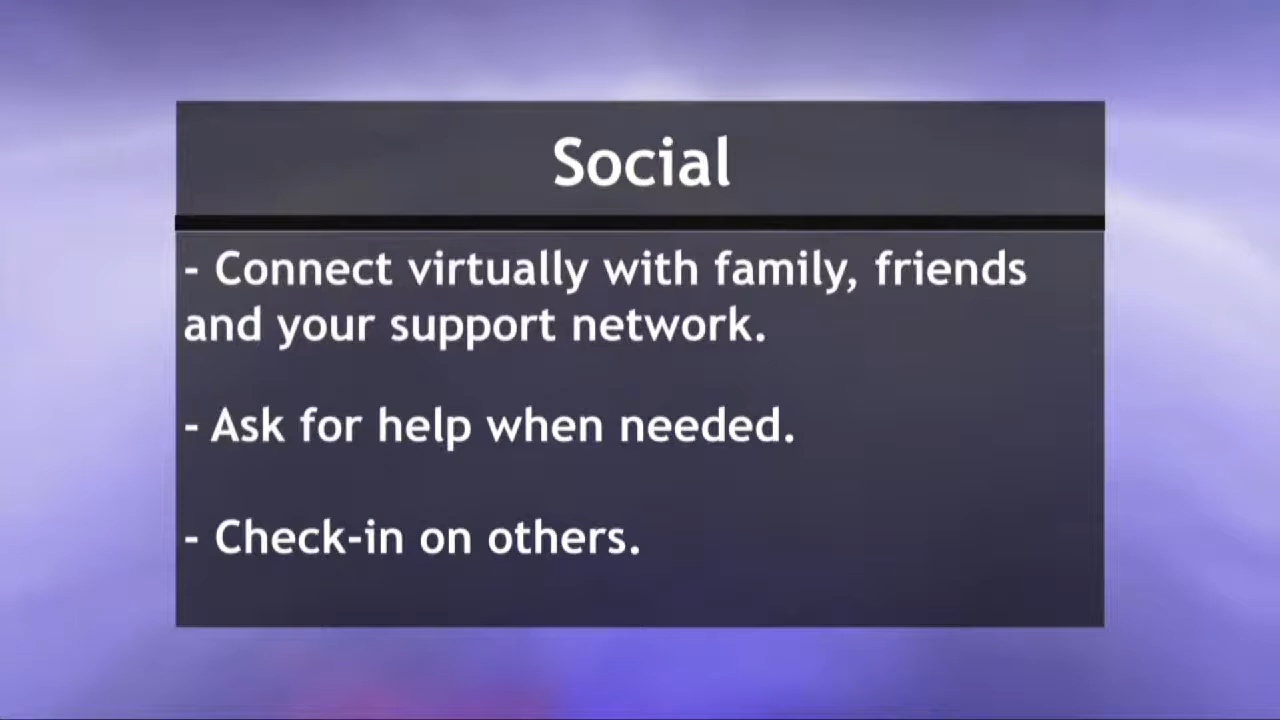 Social
- Connect virtually with family, friends
and your support network.
- Ask for help when needed.
- Check-in on others.